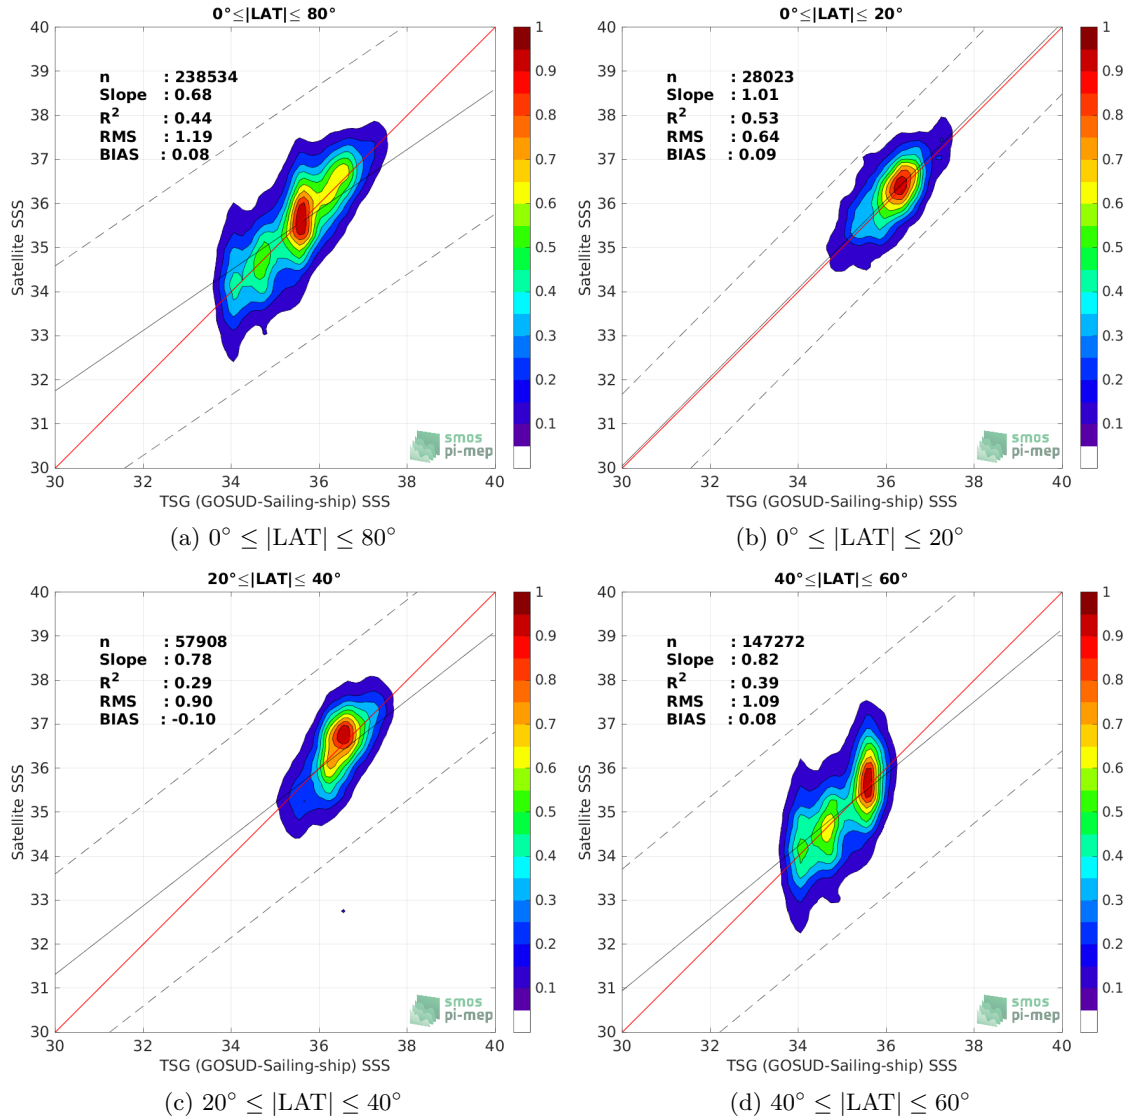 0°≤|LAT|≤ 80°
40
39
38
37
36
35
34
33
32
31
30
Satellite SSS
n : 238534
Slope : 0.68
R² : 0.44
RMS : 1.19
BIAS : 0.08
smos
pi-mep
30 32 34 36 38 40
TSG (GOSUD-Sailing-ship) SSS
1
0.9
0.8
0.7
0.6
0.5
0.4
0.3
0.2
0.1
(a) 0° ≤ |LAT| ≤ 80°
0°≤|LAT|≤ 20°
40
39
38
37
36
35
34
33
32
31
30
Satellite SSS
n : 28023
Slope : 1.01
R² : 0.53
RMS : 0.64
BIAS : 0.09
smos
pi-mep
30 32 34 36 38 40
TSG (GOSUD-Sailing-ship) SSS
1
0.9
0.8
0.7
0.6
0.5
0.4
0.3
0.2
0.1
(b) 0° ≤ |LAT| ≤ 20°
20°≤|LAT|≤ 40°
40
39
38
37
36
35
34
33
32
31
30
Satellite SSS
n : 57908
Slope : 0.78
R² : 0.29
RMS : 0.90
BIAS : -0.10
smos
pi-mep
30 32 34 36 38 40
TSG (GOSUD-Sailing-ship) SSS
1
0.9
0.8
0.7
0.6
0.5
0.4
0.3
0.2
0.1
(c) 20° ≤ |LAT| ≤ 40°
40°≤|LAT|≤ 60°
40
39
38
37
36
35
34
33
32
31
30
Satellite SSS
n : 147272
Slope : 0.82
R² : 0.39
RMS : 1.09
BIAS : 0.08
smos
pi-mep
30 32 34 36 38 40
TSG (GOSUD-Sailing-ship) SSS
1
0.9
0.8
0.7
0.6
0.5
0.4
0.3
0.2
0.1
(d) 40° ≤ |LAT| ≤ 60°